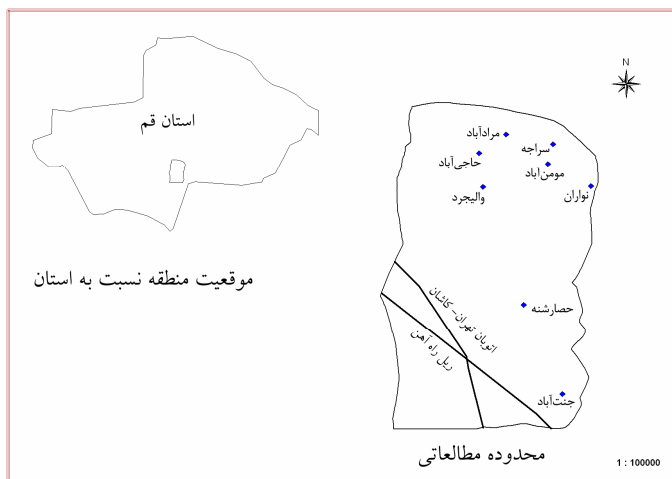 استان قم
موقعیت منطقه نسبت به استان
N
مرادآباد
سراجه
حاجی‌آباد
مومن‌اباد
والیجرد
نواران
حصارشنه
اتوبان تهران- کاشان
ریل راه آهن
جنت‌آباد
محدوده مطالعاتی
1 : 100000